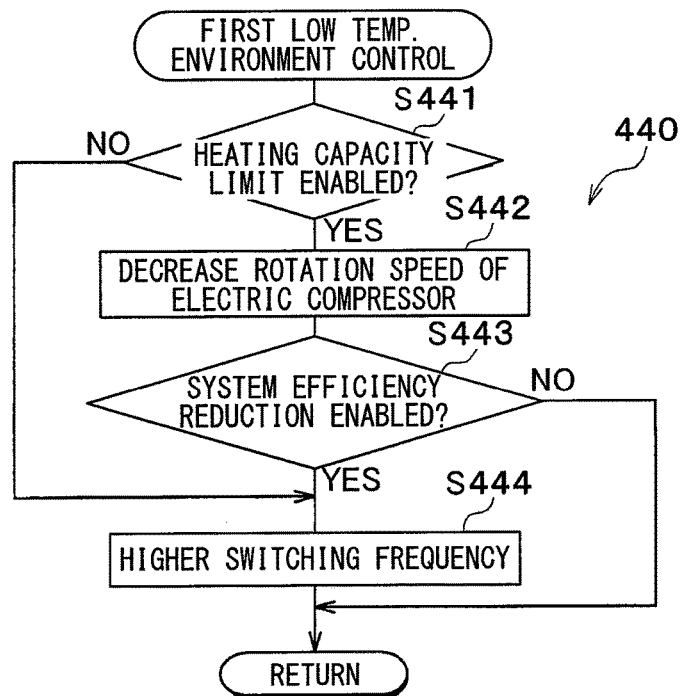 FIRST LOW TEMP.
ENVIRONMENT CONTROL
S441
NO
HEATING CAPACITY
LIMIT ENABLED?
440
YES
S442
DECREASE ROTATION SPEED OF
ELECTRIC COMPRESSOR
S443
SYSTEM EFFICIENCY
REDUCTION ENABLED?
NO
YES
S444
HIGHER SWITCHING FREQUENCY
RETURN